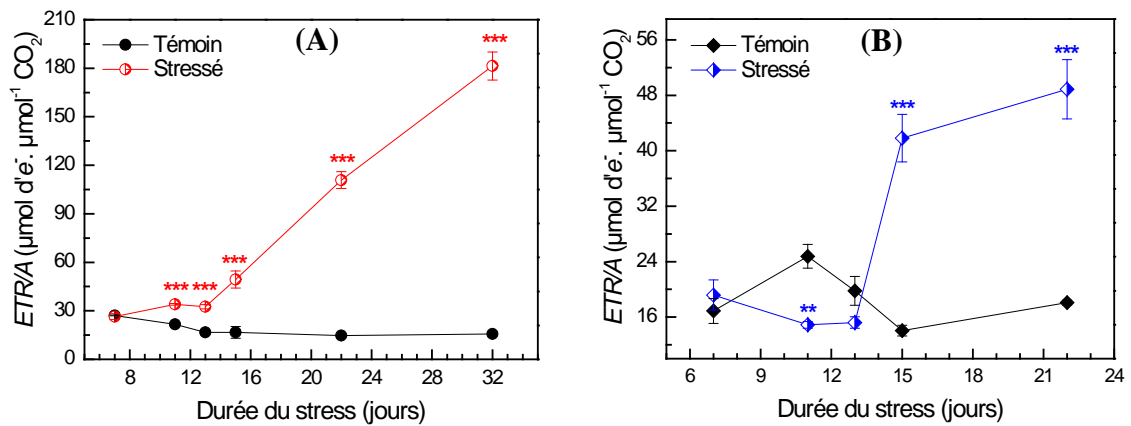 (A)
Témoin
Stressé
***
*** *** ***
***
210
180
150
120
90
60
30
0
ETR/A (µmol d'e⁻. µmol⁻¹ CO₂)
8 12 16 20 24 28 32
Durée du stress (jours)
(B)
Témoin
Stressé
**
***
***
56
48
40
32
24
16
ETR/A (µmol d'e⁻. µmol⁻¹ CO₂)
6 9 12 15 18 21 24
Durée du stress (jours)